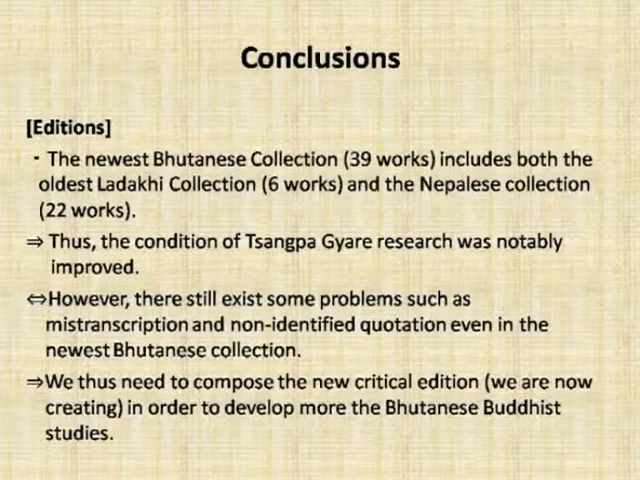 Conclusions
[Editions]
・The newest Bhutanese Collection (39 works) includes both the
oldest Ladakhi Collection (6 works) and the Nepalese collection
(22 works).
⇒ Thus, the condition of Tsangpa Gyare research was notably
improved.
⇔However, there still exist some problems such as
mistranscription and non-identified quotation even in the
newest Bhutanese collection.
⇒We thus need to compose the new critical edition (we are now
creating) in order to develop more the Bhutanese Buddhist
studies.